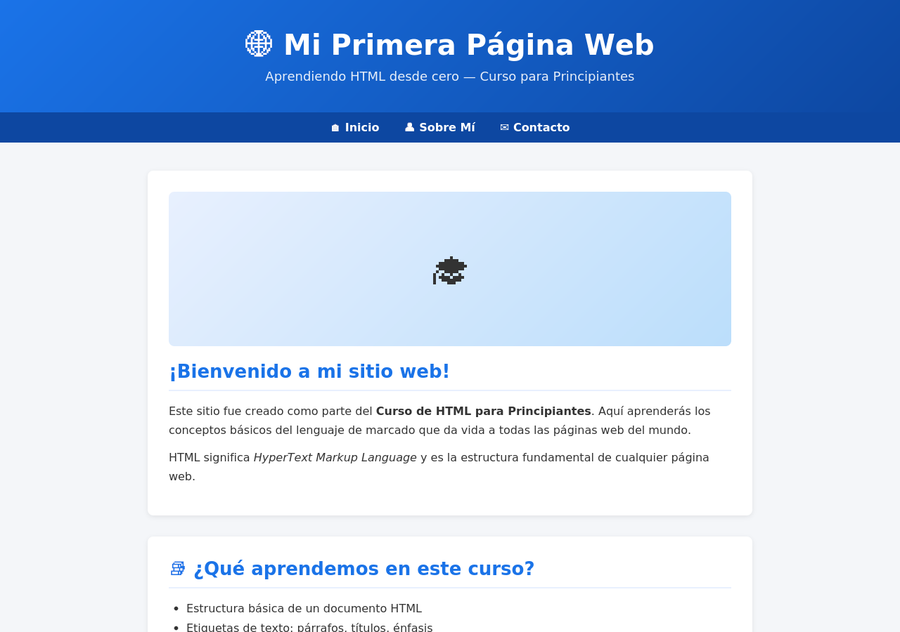 🌐 Mi Primera Página Web
Aprendiendo HTML desde cero — Curso para Principiantes
🏠 Inicio 👤 Sobre Mí ✉ Contacto
¡Bienvenido a mi sitio web!
Este sitio fue creado como parte del Curso de HTML para Principiantes. Aquí aprenderás los
conceptos básicos del lenguaje de marcado que da vida a todas las páginas web del mundo.
HTML significa HyperText Markup Language y es la estructura fundamental de cualquier página
web.
📚 ¿Qué aprendemos en este curso?
• Estructura básica de un documento HTML
• Etiquetas de texto: párrafos, títulos, énfasis